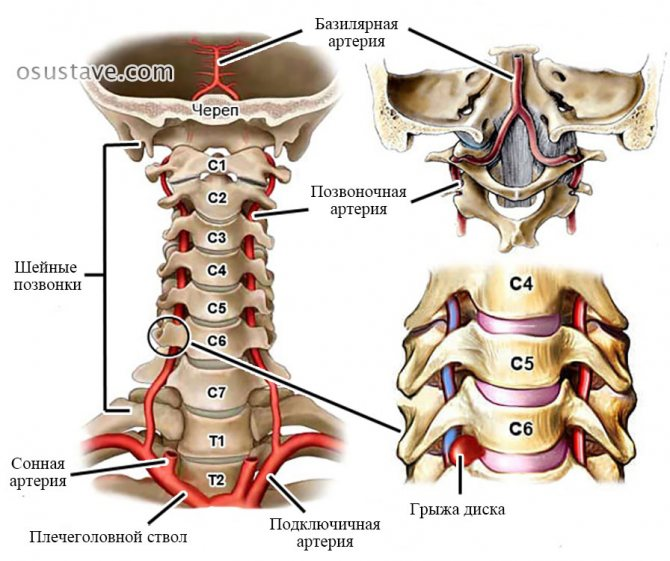 Базилярная
артерия
osustave.com
Череп
C1
C2
C3
C4
C5
C6
C7
T1
T2
Шейные
позвонки
Позвоночная
артерия
Сонная
артерия
Плечеголовной ствол
Подключичная
артерия
C4
C5
C6
Грыжа диска